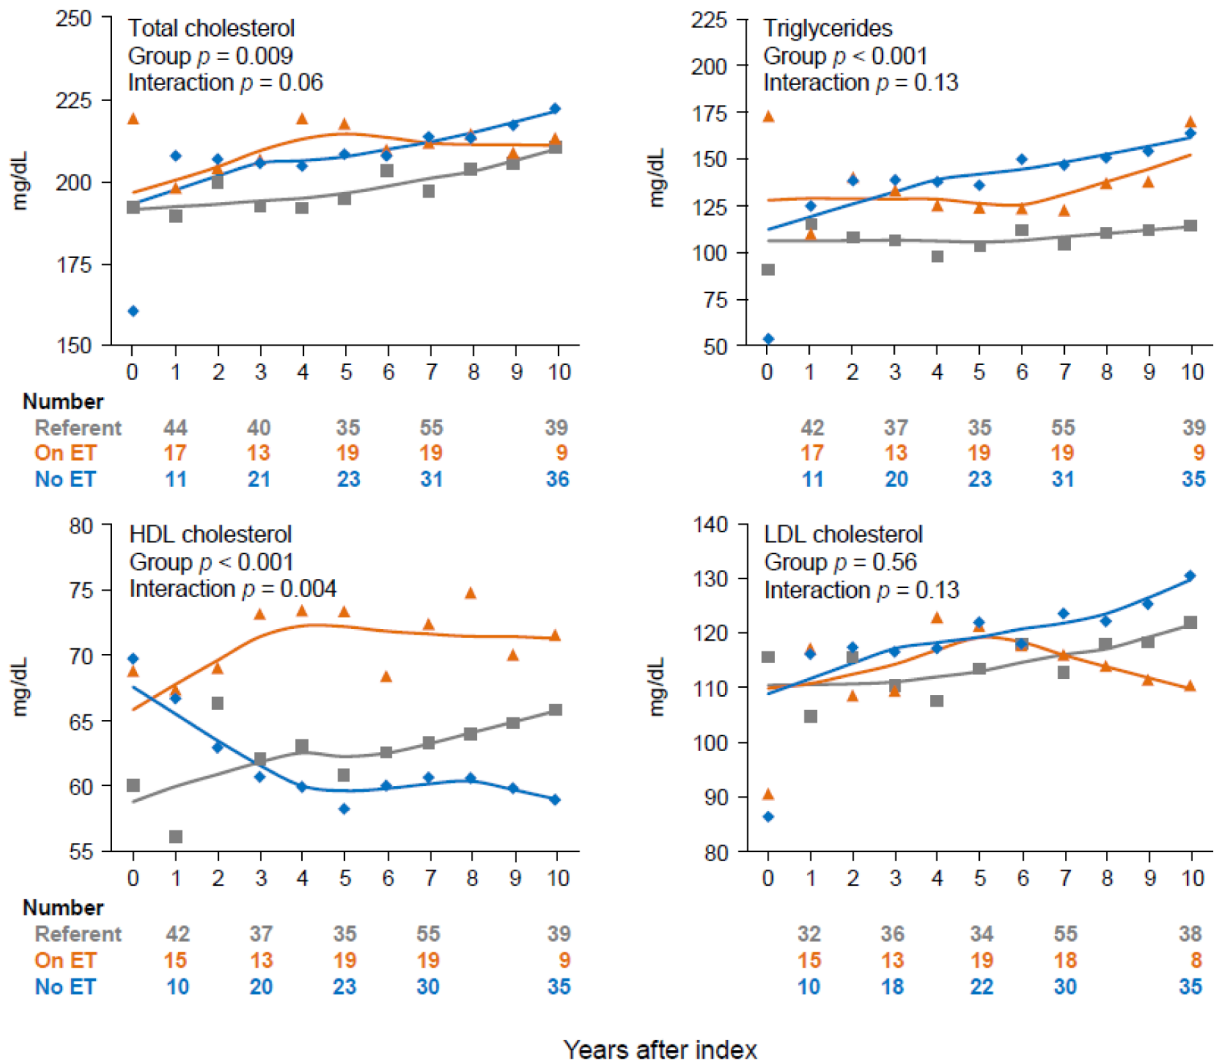 Total cholesterol
Group p = 0.009
Interaction p = 0.06
250
225
200
175
150
mg/dL
0 1 2 3 4 5 6 7 8 9 10
Number
Referent 44 40 35 55 39
On ET 17 13 19 19 9
No ET 11 21 23 31 36
Triglycerides
Group p < 0.001
Interaction p = 0.13
225
200
175
150
125
100
75
50
mg/dL
0 1 2 3 4 5 6 7 8 9 10
42 37 35 55 39
17 13 19 19 9
11 20 23 31 35
HDL cholesterol
Group p < 0.001
Interaction p = 0.004
80
75
70
65
60
55
mg/dL
0 1 2 3 4 5 6 7 8 9 10
Number
Referent 42 37 35 55 39
On ET 15 13 19 19 9
No ET 10 20 23 30 35
LDL cholesterol
Group p = 0.56
Interaction p = 0.13
140
130
120
110
100
90
80
mg/dL
0 1 2 3 4 5 6 7 8 9 10
32 36 34 55 38
15 13 19 18 8
10 18 22 30 35
Years after index